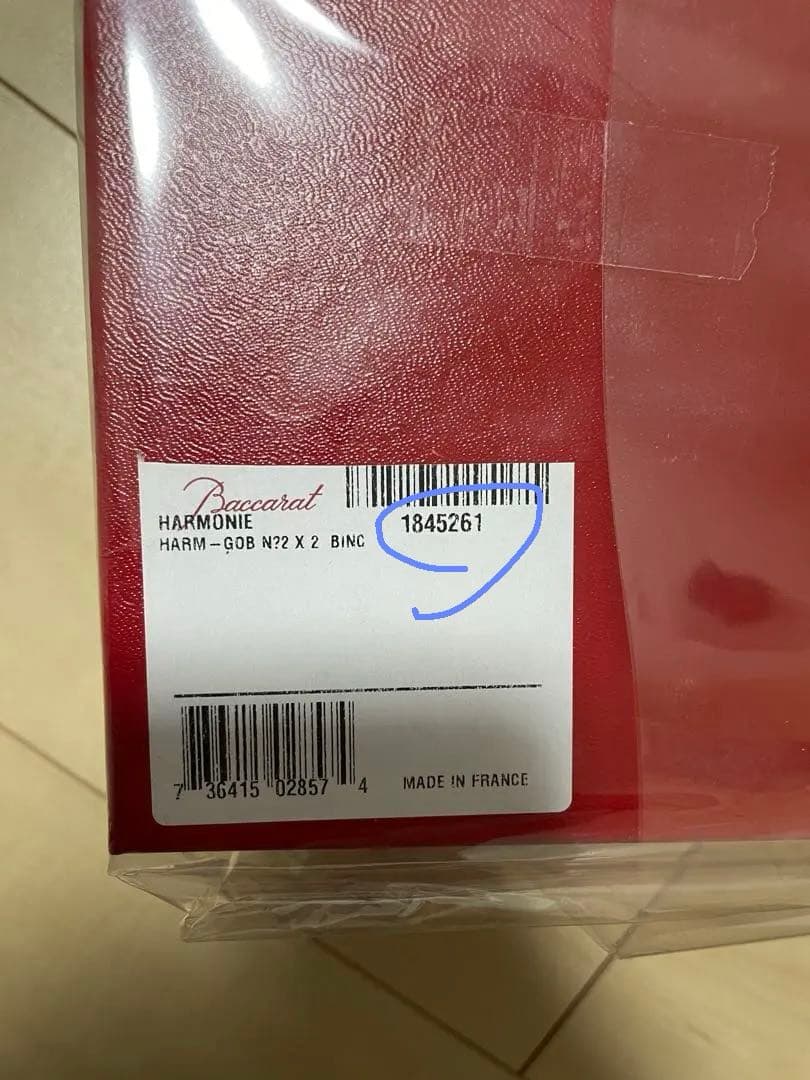 Baccarat
HARMONIE 1845261
HARM-GOB N?2 X 2 BINC
7 36415 02857 4 MADE IN FRANCE